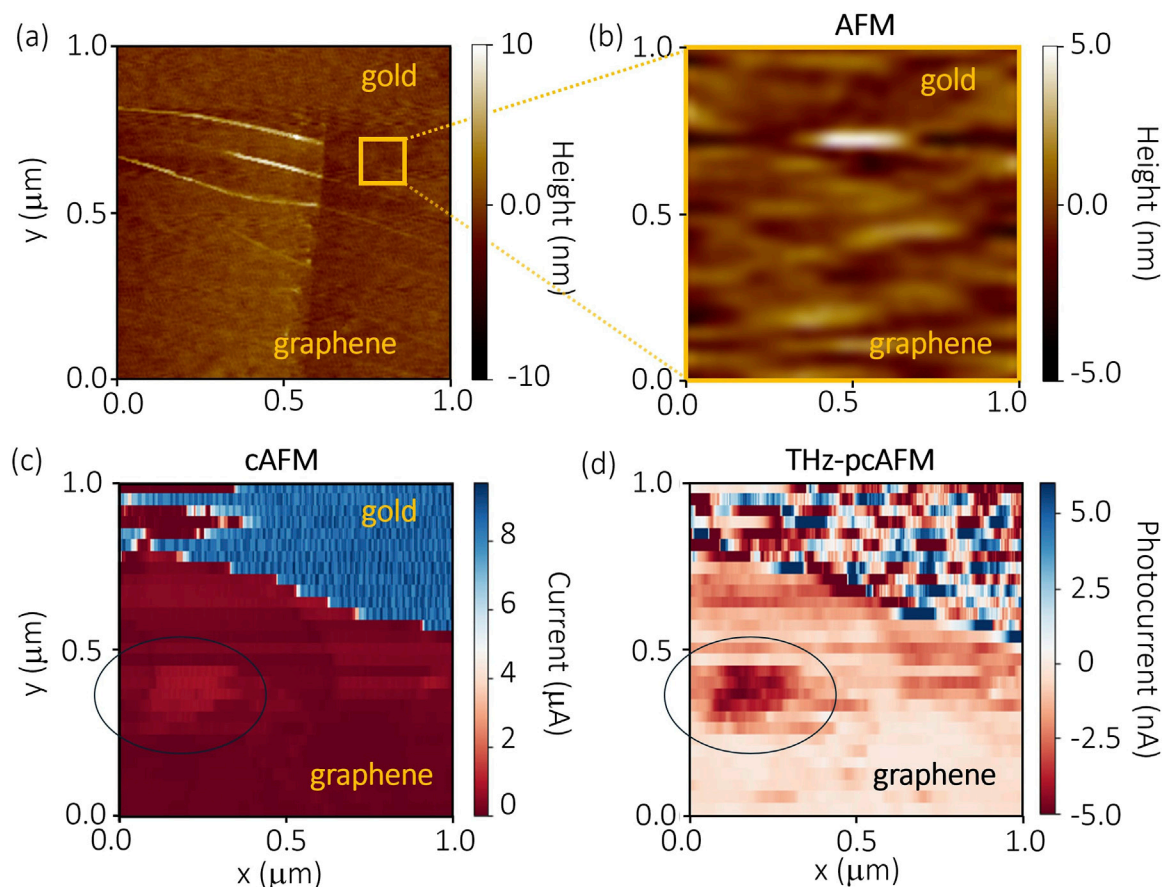 (a)
1.0
0.5
0.0
y (μm)
0.0
0.5
1.0
gold
graphene
10
0.0
-10
Height (nm)
(b)
AFM
1.0
0.5
0.0
0.0
0.5
1.0
gold
graphene
5.0
0.0
-5.0
Height (nm)
(c)
cAFM
1.0
0.5
0.0
y (μm)
0.0
0.5
1.0
x (μm)
gold
graphene
8
6
4
2
0
Current (μA)
(d)
THz-pcAFM
1.0
0.5
0.0
0.0
0.5
1.0
x (μm)
graphene
5.0
2.5
0
-2.5
-5.0
Photocurrent (nA)